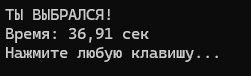 ТЫ ВЫБРАЛСЯ!
Время: 36,91 сек
Нажмите любую клавишу...